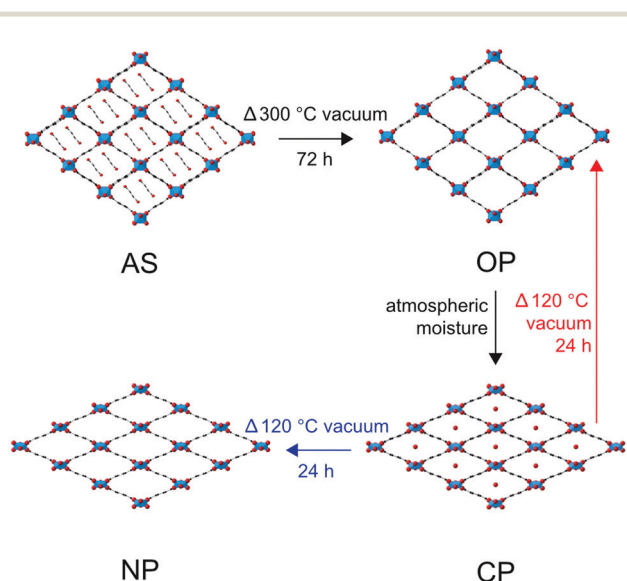 Δ 300 °C vacuum
72 h
AS
OP
atmospheric
moisture
Δ 120 °C
vacuum
24 h
Δ 120 °C vacuum
24 h
NP
CP